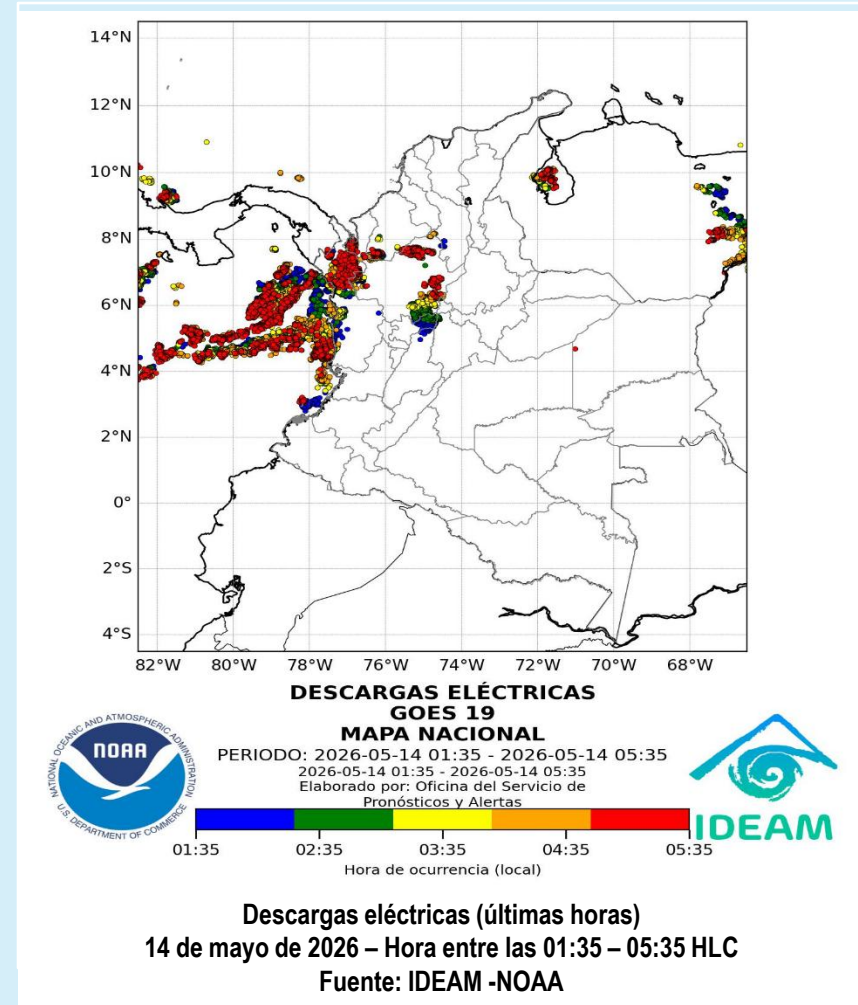 14°N
12°N
10°N
8°N
6°N
4°N
2°N
0°
2°S
4°S
82°W 80°W 78°W 76°W 74°W 72°W 70°W 68°W
DESCARGAS ELÉCTRICAS
GOES 19
MAPA NACIONAL
PERIODO: 2026-05-14 01:35 - 2026-05-14 05:35
2026-05-14 01:35 - 2026-05-14 05:35
Elaborado por: Oficina del Servicio de
Pronósticos y Alertas
NATIONAL OCEANIC AND ATMOSPHERIC ADMINISTRATION
NOAA
U.S. DEPARTMENT OF COMMERCE
IDEAM
01:35 02:35 03:35 04:35 05:35
Hora de ocurrencia (local)
Descargas eléctricas (últimas horas)
14 de mayo de 2026 – Hora entre las 01:35 – 05:35 HLC
Fuente: IDEAM -NOAA